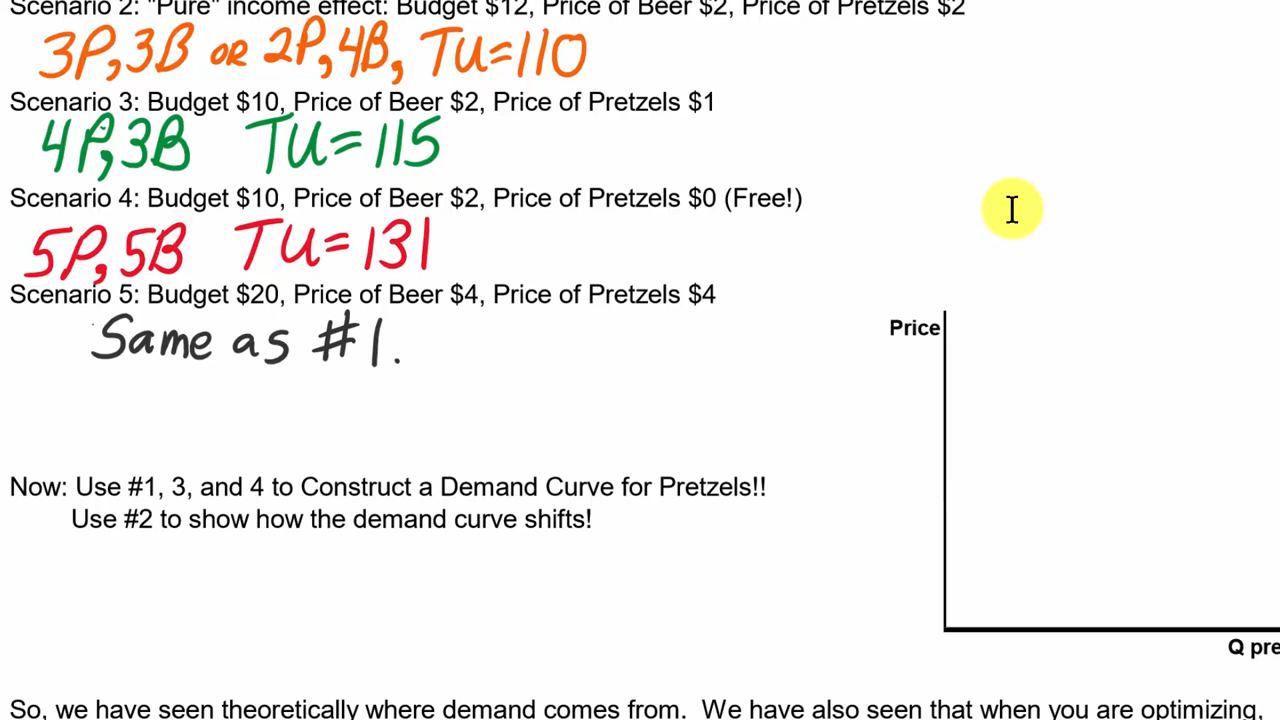 Scenario 2: "Pure" income effect: Budget $12, Price of Beer $2, Price of Pretzels $2
3P,3B OR 2P,4B, TU=110
Scenario 3: Budget $10, Price of Beer $2, Price of Pretzels $1
4P,3B TU=115
Scenario 4: Budget $10, Price of Beer $2, Price of Pretzels $0 (Free!)
5P,5B TU=131
Scenario 5: Budget $20, Price of Beer $4, Price of Pretzels $4
Same as #1.
Price
Now: Use #1, 3, and 4 to Construct a Demand Curve for Pretzels!!
Use #2 to show how the demand curve shifts!
Q pre
So, we have seen theoretically where demand comes from. We have also seen that when you are optimizing,